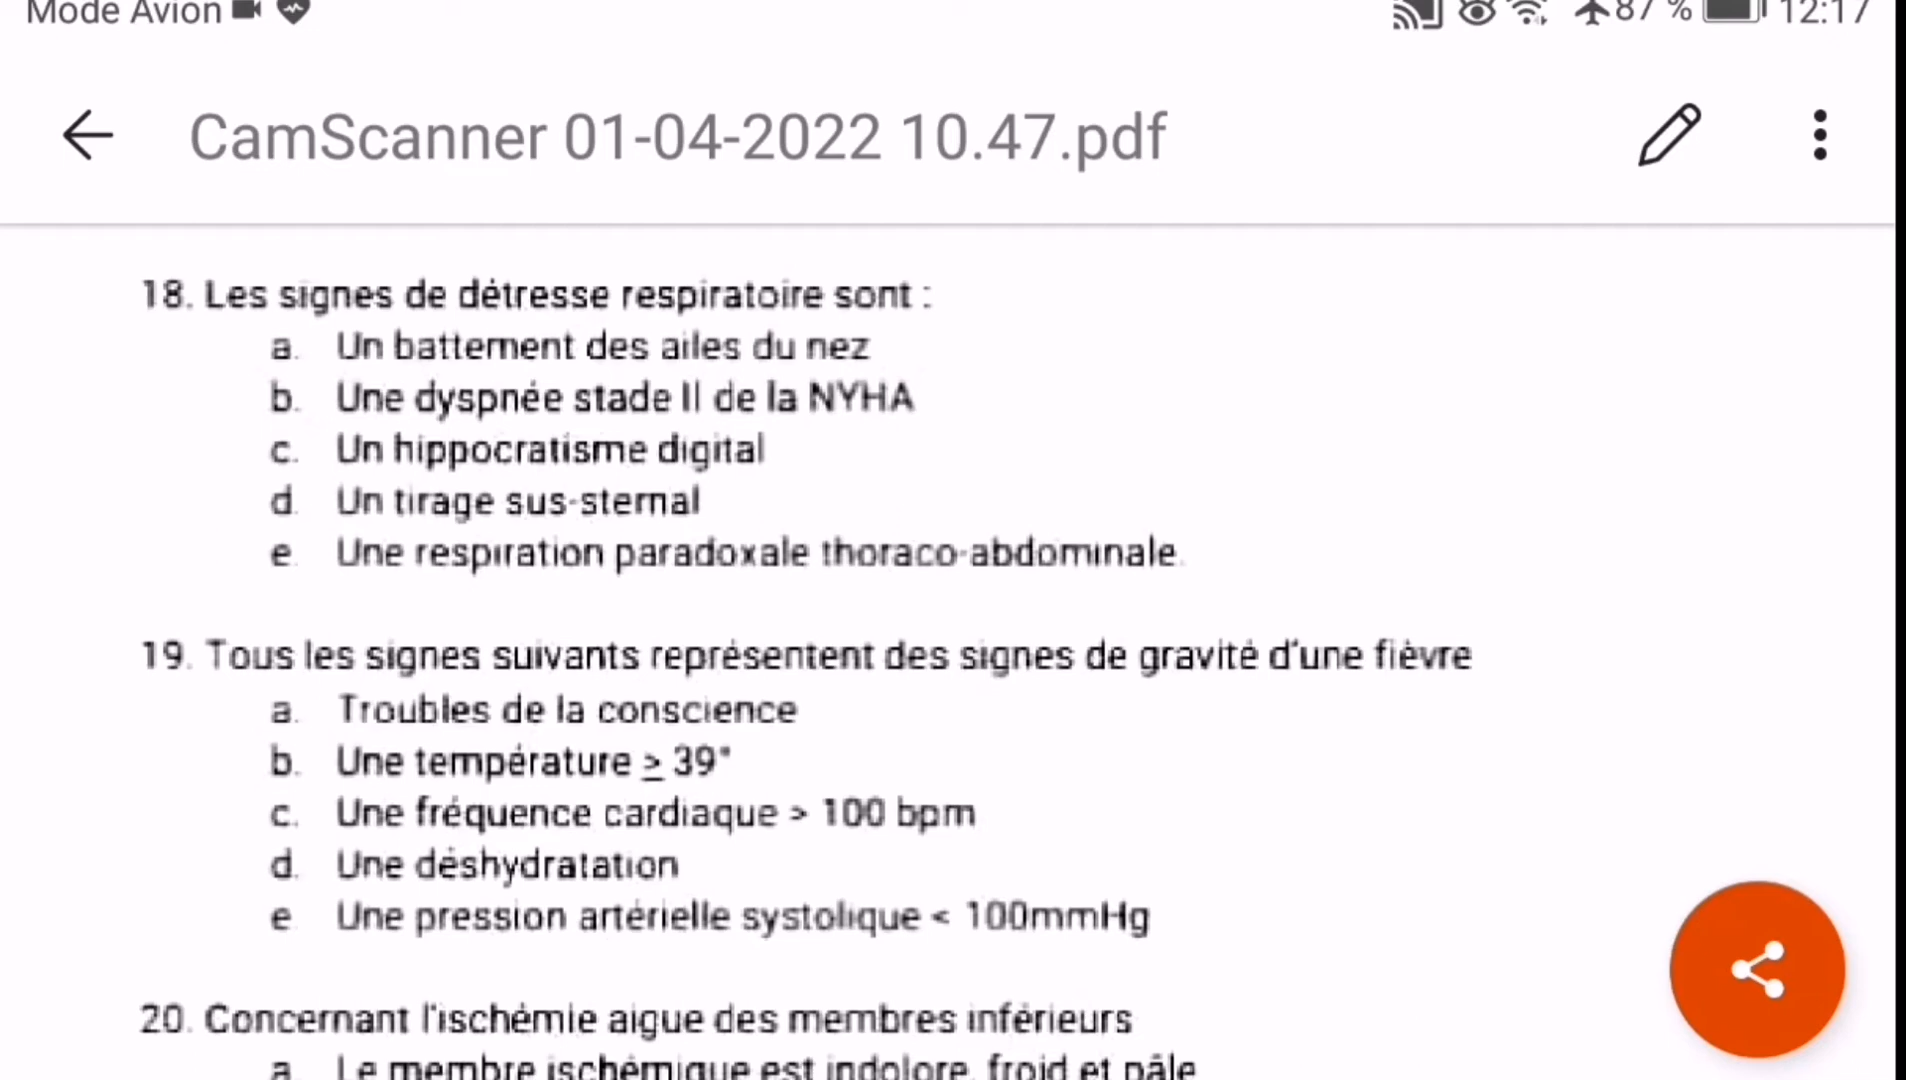 Mode Avion
87 % 12:17
CamScanner 01-04-2022 10.47.pdf
18. Les signes de détresse respiratoire sont :
a. Un battement des ailes du nez
b. Une dyspnée stade II de la NYHA
c. Un hippocratisme digital
d. Un tirage sus-sternal
e. Une respiration paradoxale thoraco-abdominale.
19. Tous les signes suivants représentent des signes de gravité d'une fièvre
a. Troubles de la conscience
b. Une température ≥ 39°
c. Une fréquence cardiaque > 100 bpm
d. Une déshydratation
e. Une pression artérielle systolique < 100mmHg
20. Concernant l'ischémie aigue des membres inférieurs
a. Le membre ischémique est indolore, froid et pâle